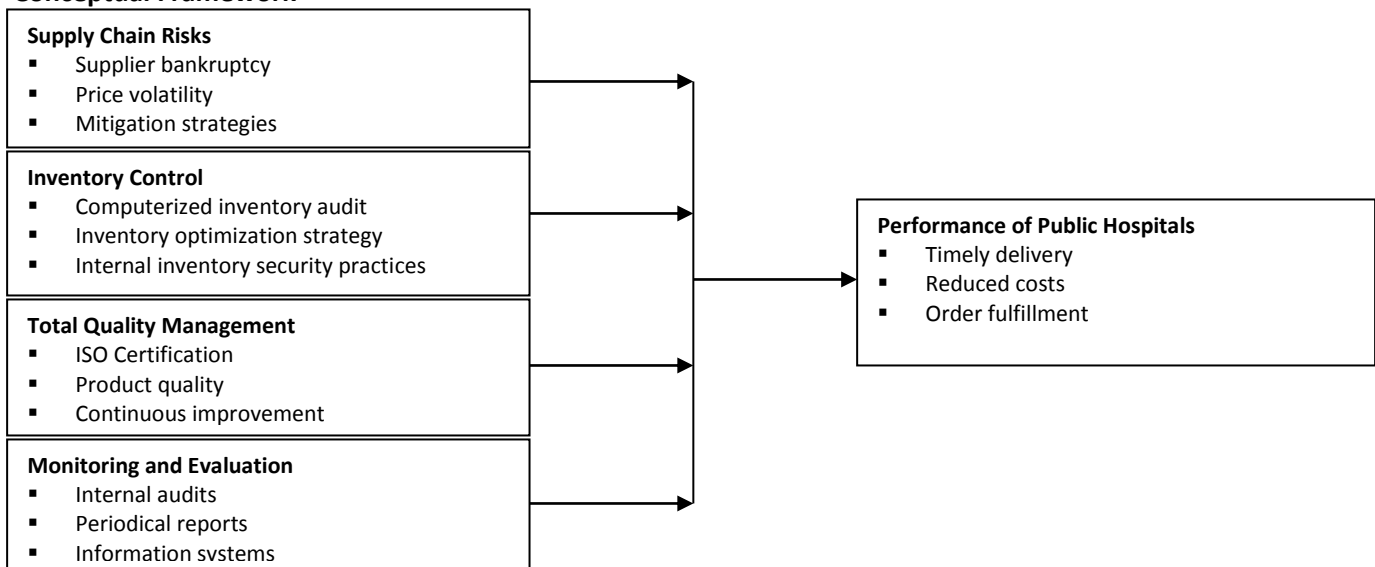 Conceptual Framework
Supply Chain Risks
▪ Supplier bankruptcy
▪ Price volatility
▪ Mitigation strategies
Inventory Control
▪ Computerized inventory audit
▪ Inventory optimization strategy
▪ Internal inventory security practices
Total Quality Management
▪ ISO Certification
▪ Product quality
▪ Continuous improvement
Monitoring and Evaluation
▪ Internal audits
▪ Periodical reports
▪ Information systems
Performance of Public Hospitals
▪ Timely delivery
▪ Reduced costs
▪ Order fulfillment